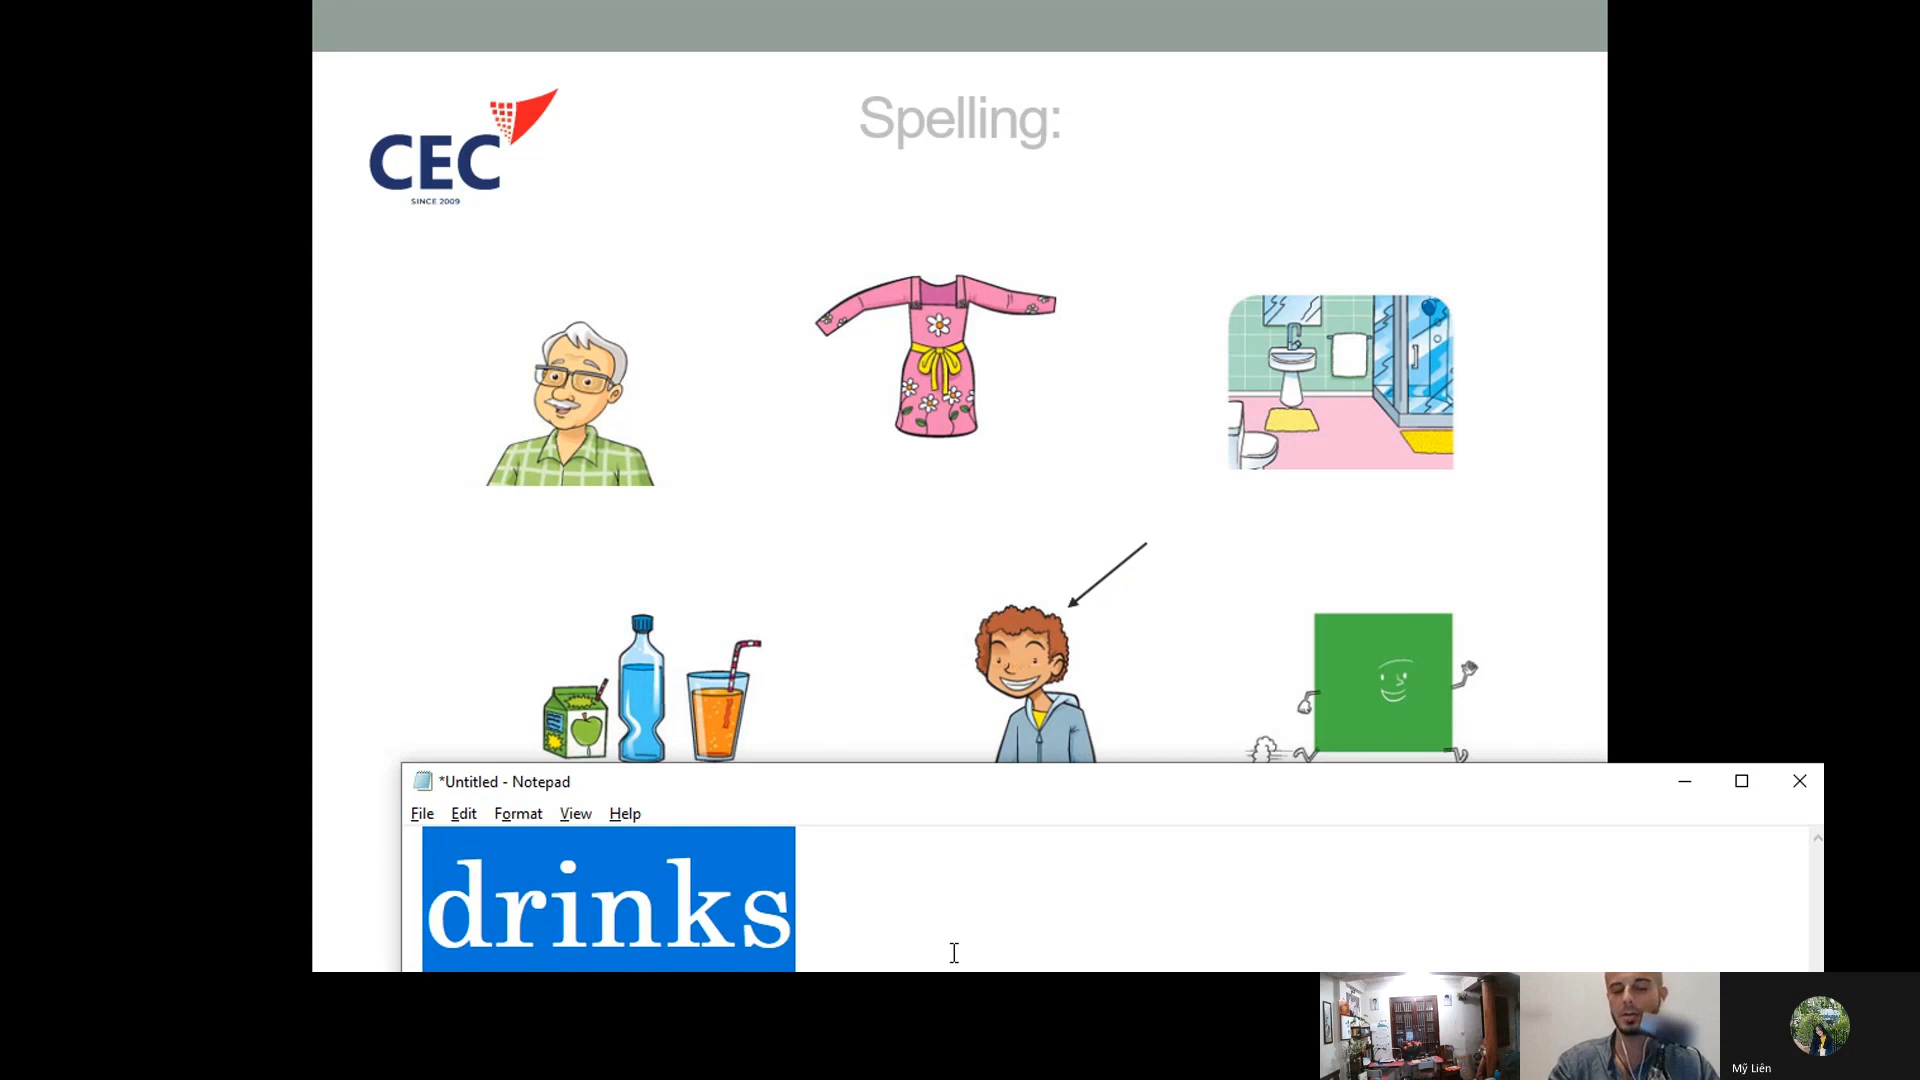 Spelling:
CEC
SINCE 2009
*Untitled - Notepad
File Edit Format View Help
drinks
Mỹ Liên